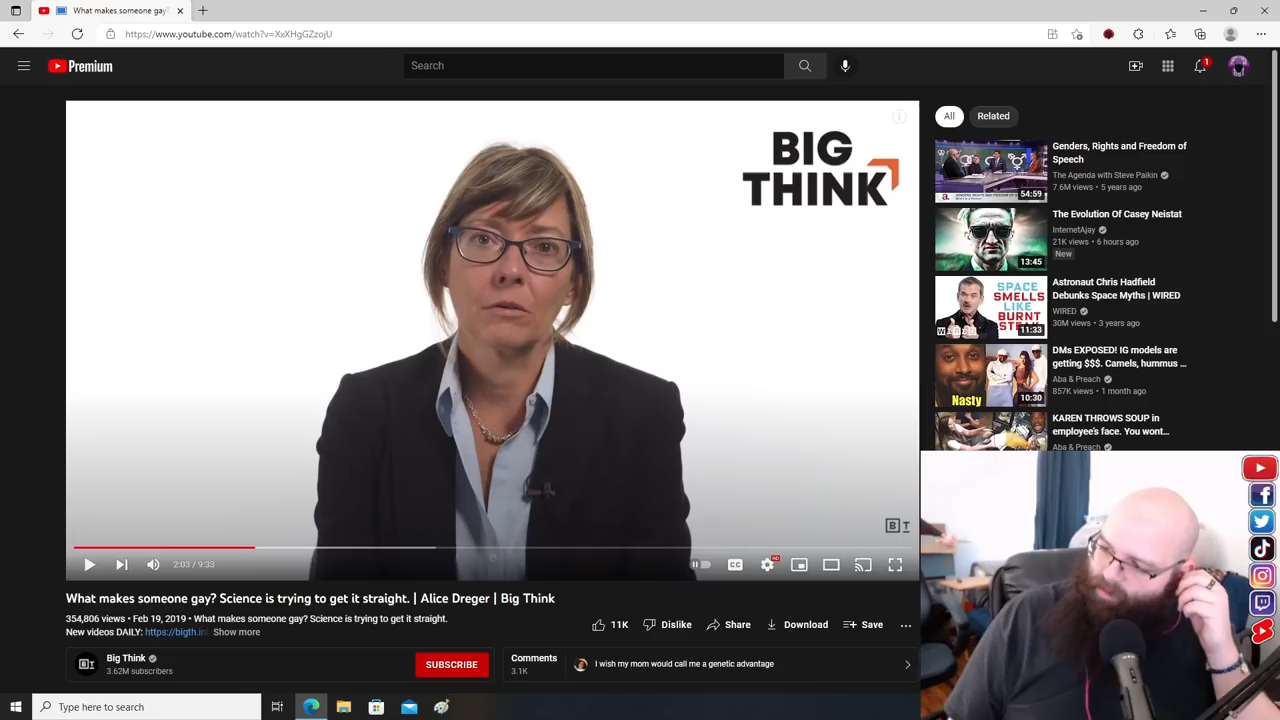 What makes someone gay?
https://www.youtube.com/watch?v=XxXHgGZzojU
Premium
Search
1
BIG
THINK
All
Related
Genders, Rights and Freedom of
Speech
The Agenda with Steve Paikin
7.6M views • 5 years ago
54:59
The Evolution Of Casey Neistat
InternetAjay
21K views • 6 hours ago
New
13:45
Astronaut Chris Hadfield
Debunks Space Myths | WIRED
WIRED
30M views • 3 years ago
SPACE
SMELLS
LIKE
BURNT
WIRED
11:33
DMs EXPOSED! IG models are
getting $$$. Camels, hummus ...
Aba & Preach
857K views • 1 month ago
Nasty
10:30
KAREN THROWS SOUP in
employee's face. You wont...
Aba & Preach
B T
2:03 / 9:33
CC
HD
What makes someone gay? Science is trying to get it straight. | Alice Dreger | Big Think
354,806 views • Feb 19, 2019 • What makes someone gay? Science is trying to get it straight.
New videos DAILY: https://bigth.in Show more
11K
Dislike
Share
Download
Save
...
BT
Big Think
3.62M subscribers
SUBSCRIBE
Comments
3.1K
I wish my mom would call me a genetic advantage
Type here to search